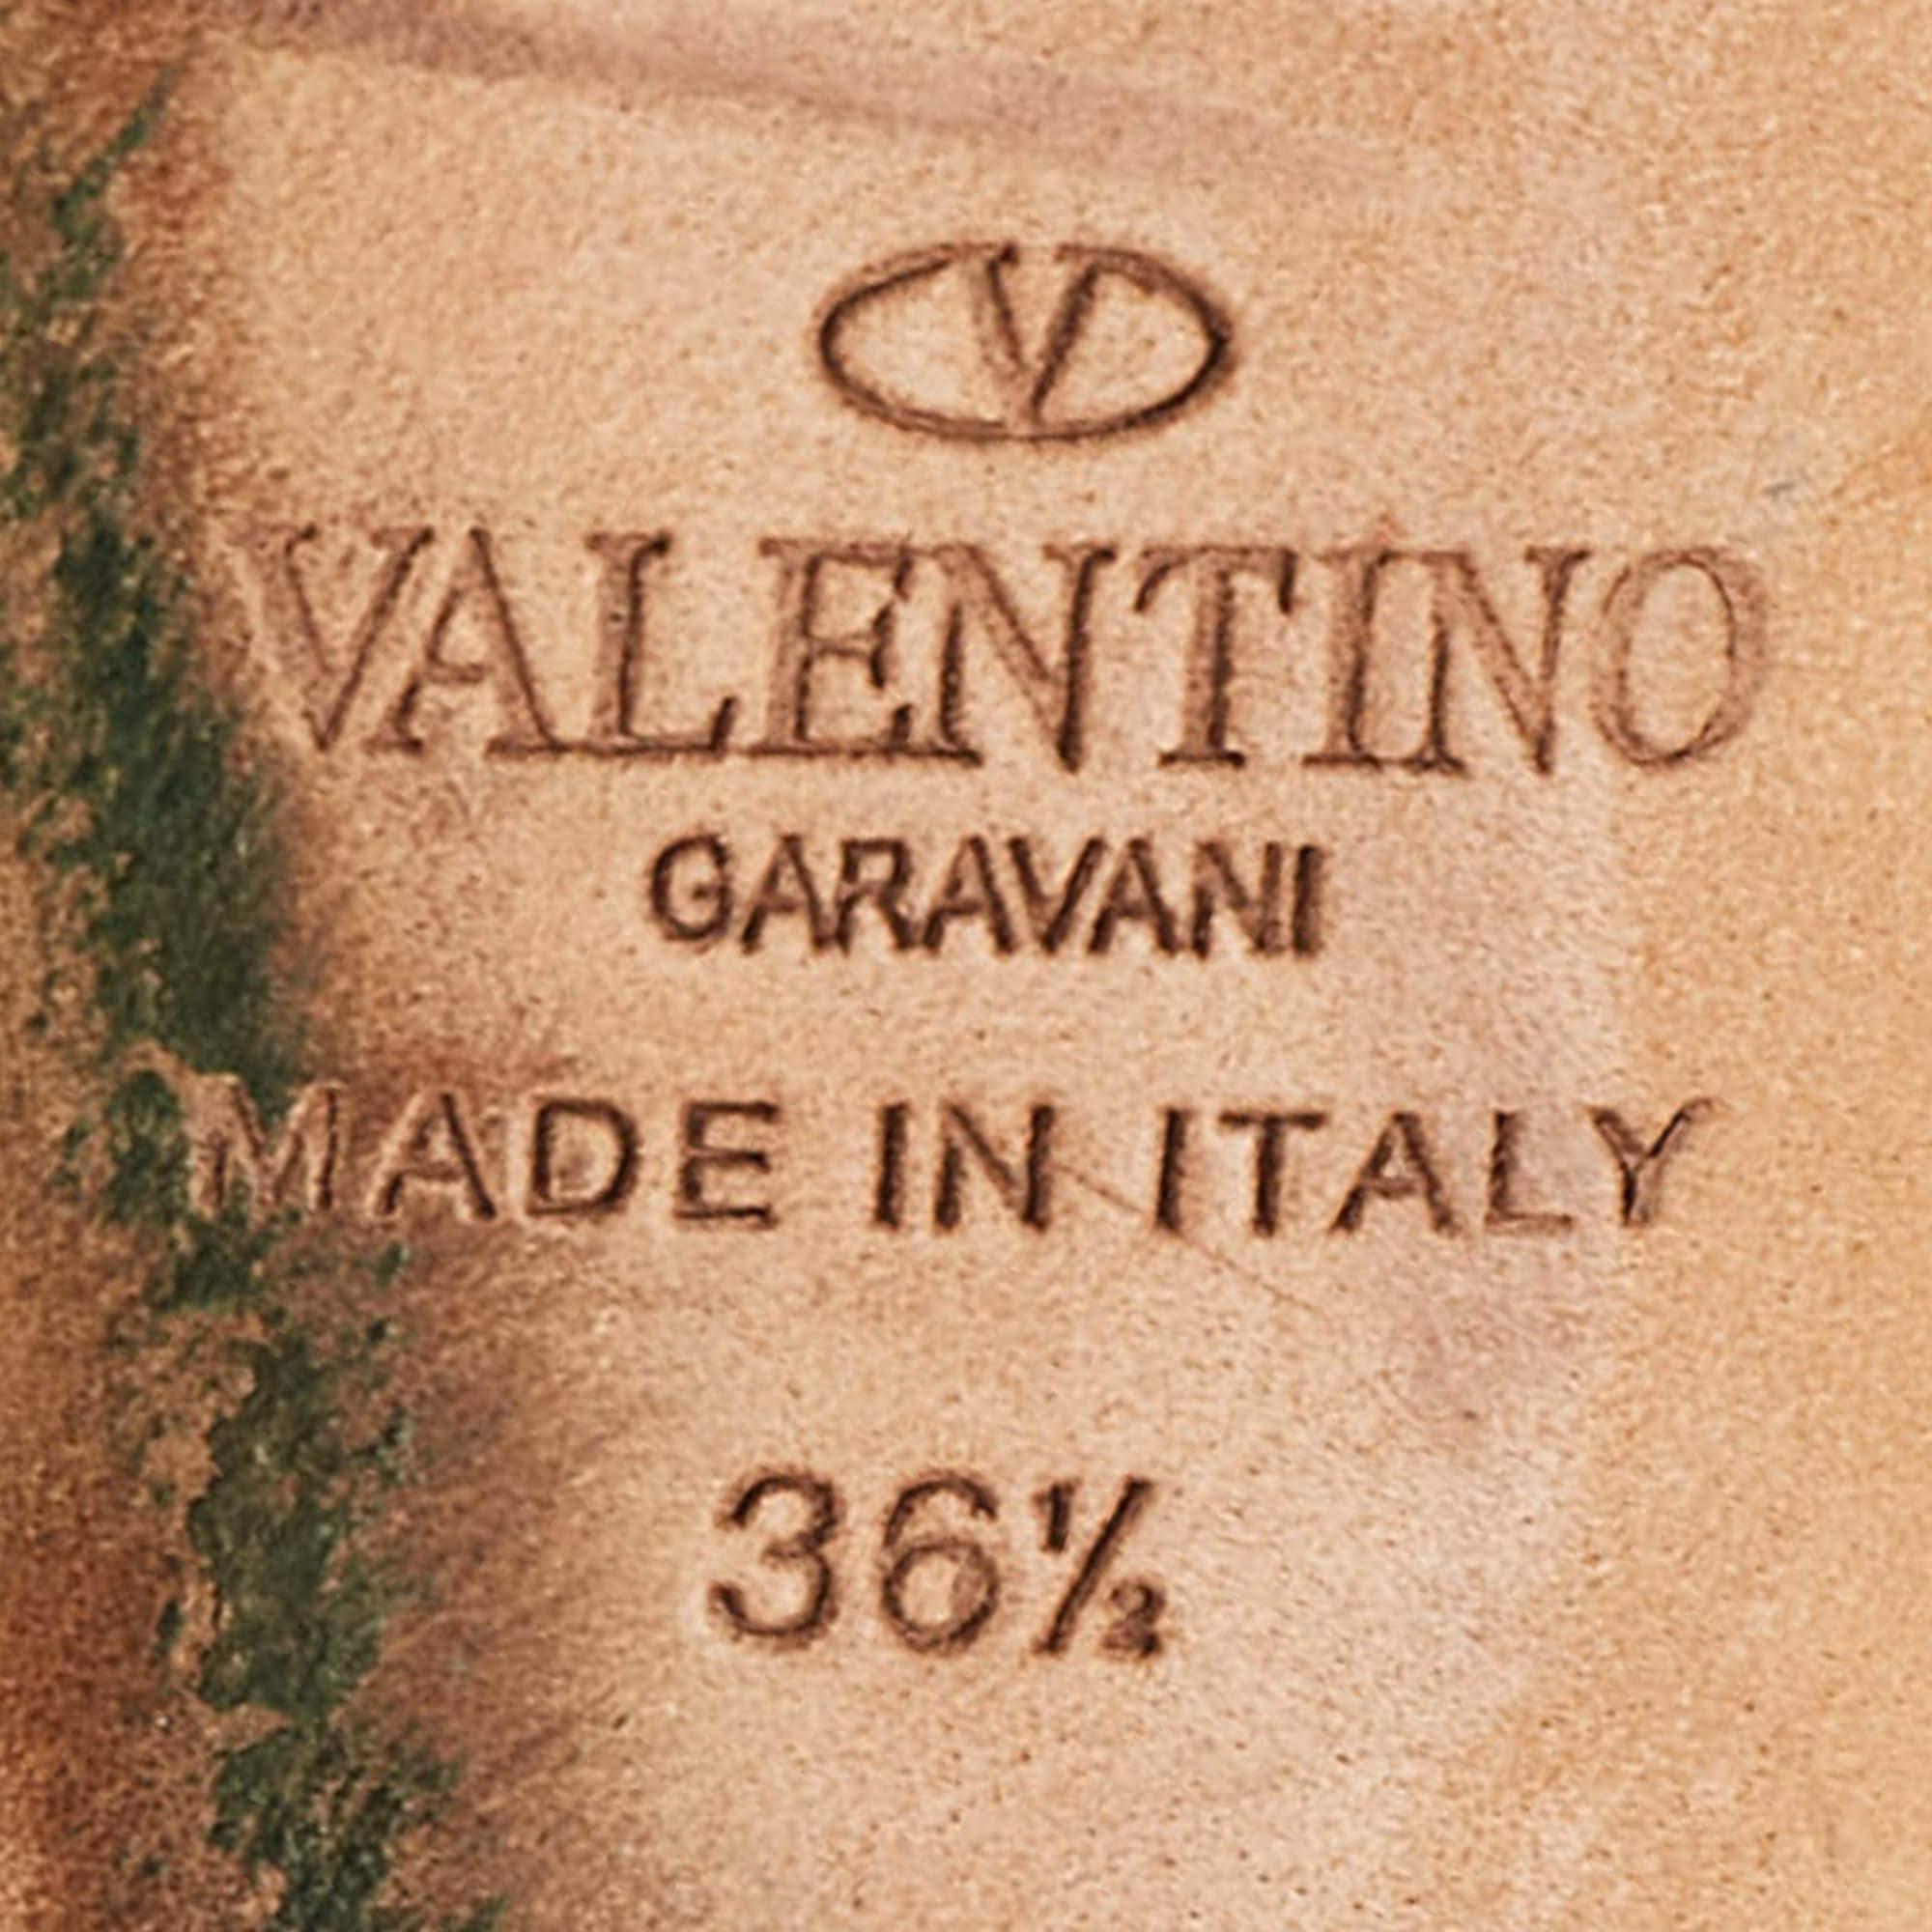 V
VALENTINO
GARAVANI
MADE IN ITALY
36½